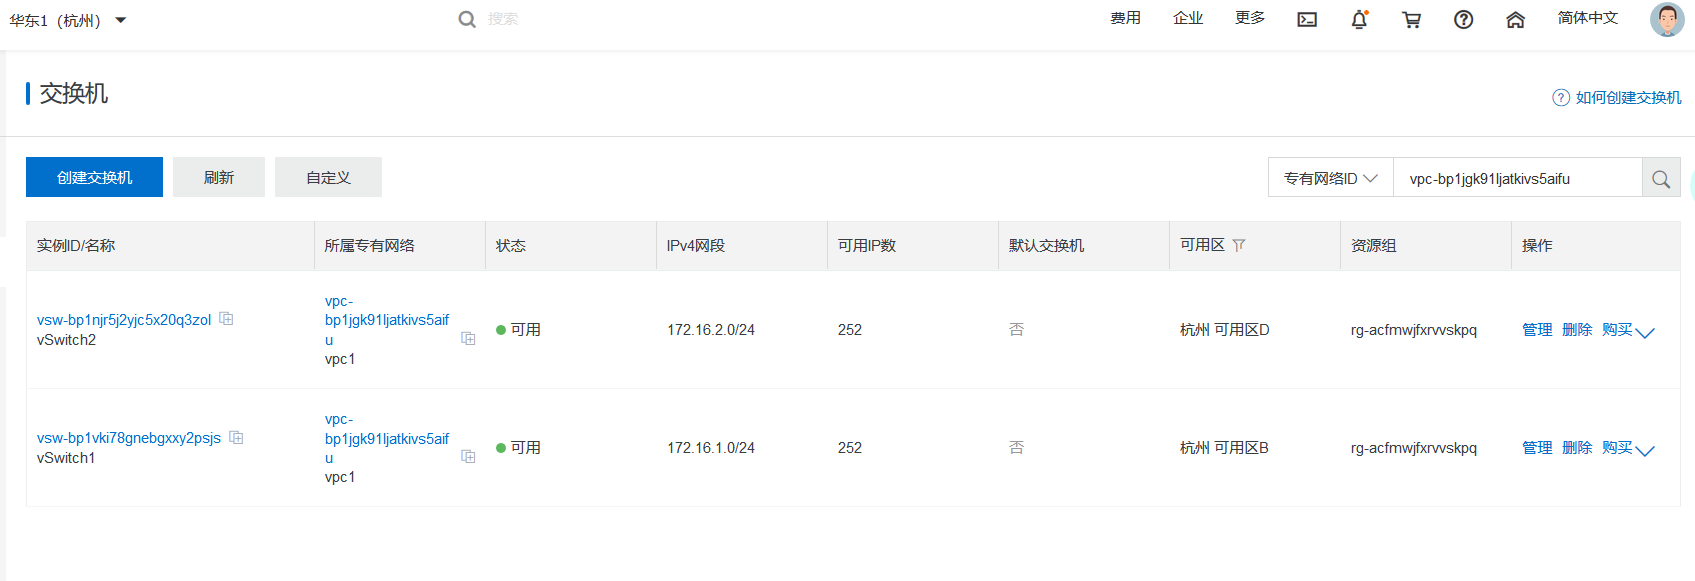 华东1（杭州）
搜索
费用
企业
更多
简体中文
交换机
如何创建交换机
创建交换机
刷新
自定义
专有网络ID
vpc-bp1jgk91ljatkivs5aifu
实例ID/名称
所属专有网络
状态
IPv4网段
可用IP数
默认交换机
可用区
资源组
操作
vsw-bp1njr5j2yjc5x20q3zol
vSwitch2
vpc-
bp1jgk91ljatkivs5aif
u
vpc1
可用
172.16.2.0/24
252
否
杭州 可用区D
rg-acfmwjfxrvvskpq
管理 删除 购买
vsw-bp1vki78gnebgxxy2psjs
vSwitch1
vpc-
bp1jgk91ljatkivs5aif
u
vpc1
可用
172.16.1.0/24
252
否
杭州 可用区B
rg-acfmwjfxrvvskpq
管理 删除 购买